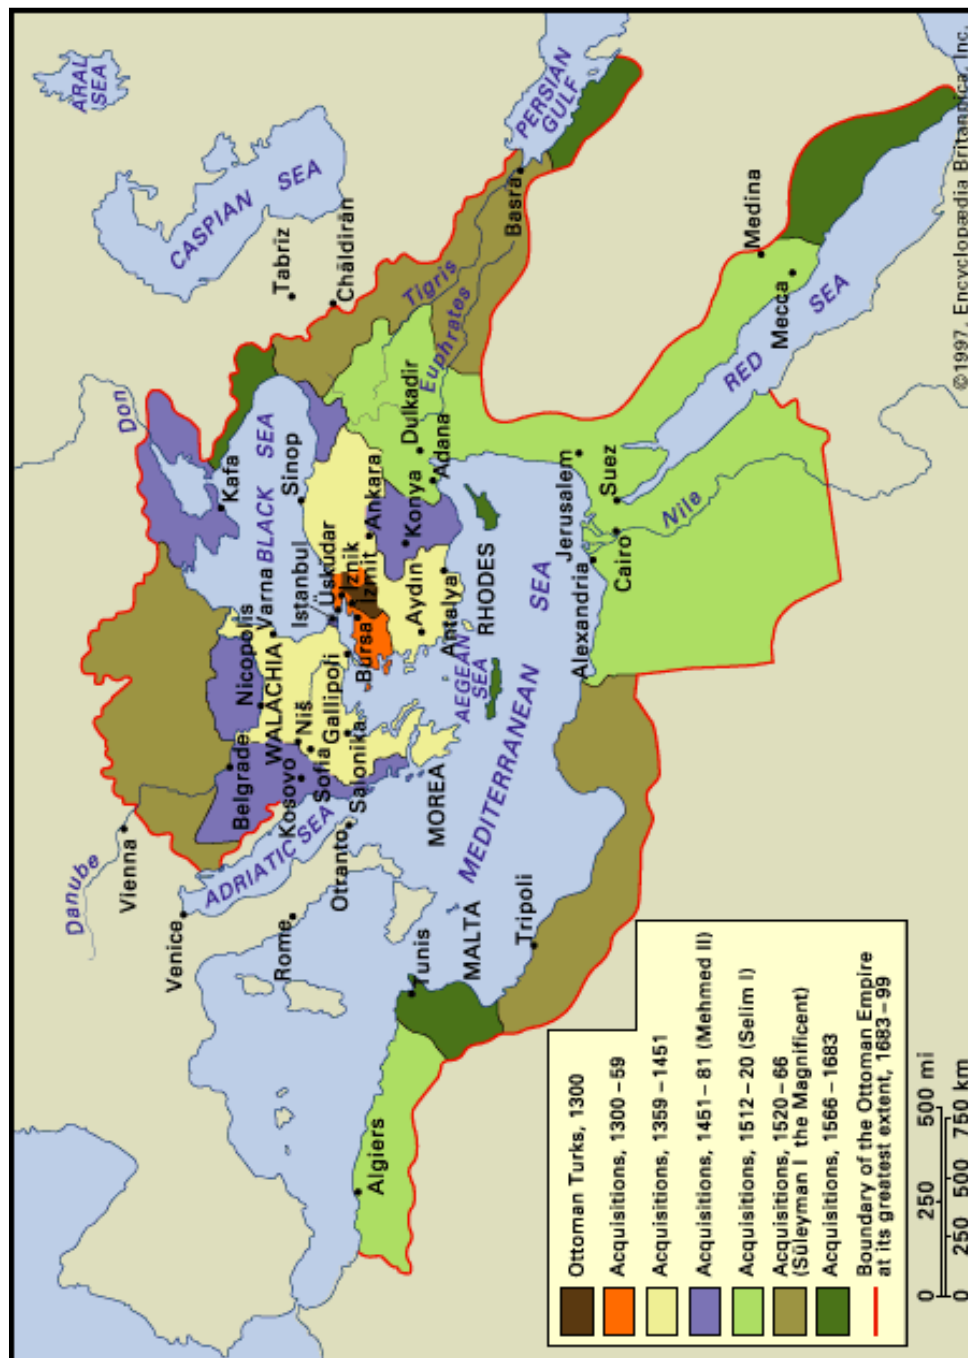 ARAL
SEA
CASPIAN SEA
Tabrīz
Chāldirān
PERSIAN
GULF
Basra
Tigris
Euphrates
Medina
Mecca
RED SEA
Don
Kafa
BLACK SEA
Sinop
Dulkadir
Adana
Ankara
Konya
Istanbul
Üsküdar
İznik
İzmit
Bursa
Aydın
Antalya
RHODES
Jerusalem
Suez
Cairo
Nile
Alexandria
Varna
Nicopolis
WALACHIA
Niš
Gallipoli
Sofia
Salonika
Kosovo
Belgrade
AEGEAN
SEA
MEDITERRANEAN SEA
MOREA
Otranto
ADRIATIC SEA
Danube
Vienna
Venice
Rome
Tunis
MALTA
Tripoli
Algiers
Ottoman Turks, 1300
Acquisitions, 1300–59
Acquisitions, 1359–1451
Acquisitions, 1451–81 (Mehmed II)
Acquisitions, 1512–20 (Selim I)
Acquisitions, 1520–66
(Süleyman I the Magnificent)
Acquisitions, 1566–1683
Boundary of the Ottoman Empire
at its greatest extent, 1683–99
0 250 500 mi
0 250 500 750 km
©1997, Encyclopædia Britannica, Inc.